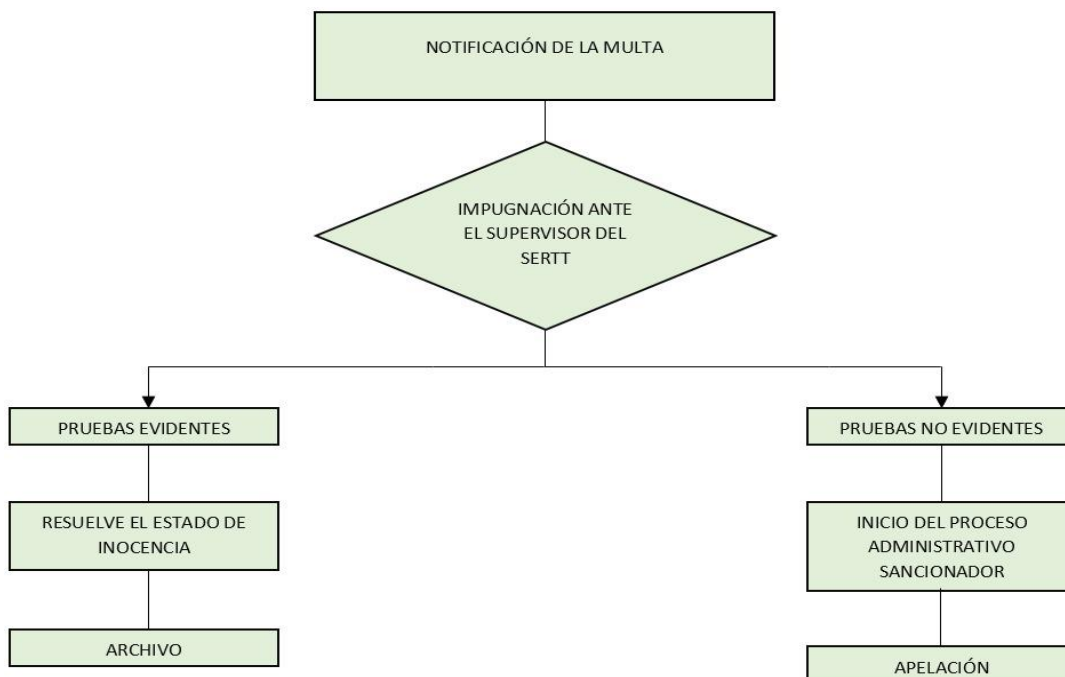 NOTIFICACIÓN DE LA MULTA
IMPUGNACIÓN ANTE
EL SUPERVISOR DEL
SERTT
PRUEBAS EVIDENTES
PRUEBAS NO EVIDENTES
RESUELVE EL ESTADO DE
INOCENCIA
INICIO DEL PROCESO
ADMINISTRATIVO
SANCIONADOR
ARCHIVO
APELACIÓN